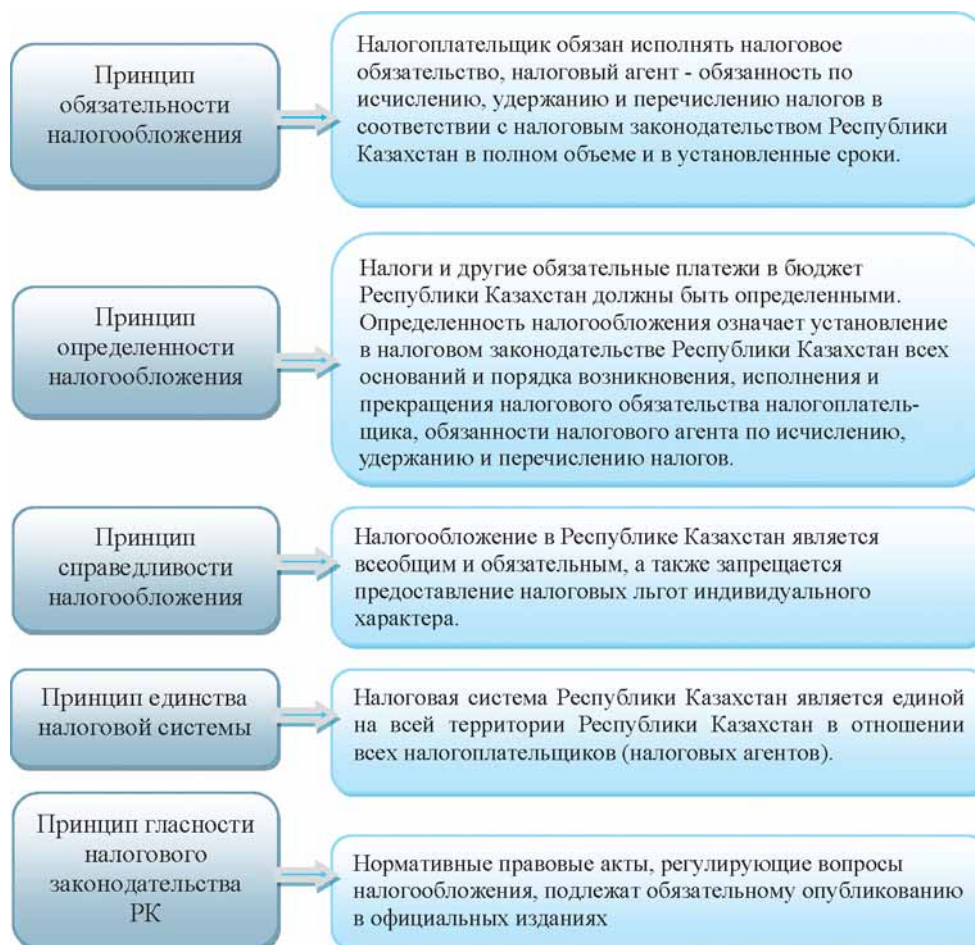 Принцип
обязательности
налогообложения
Налогоплательщик обязан исполнять налоговое
обязательство, налоговый агент - обязанность по
исчислению, удержанию и перечислению налогов в
соответствии с налоговым законодательством Республики
Казахстан в полном объеме и в установленные сроки.
Принцип
определенности
налогообложения
Налоги и другие обязательные платежи в бюджет
Республики Казахстан должны быть определенными.
Определенность налогообложения означает установление
в налоговом законодательстве Республики Казахстан всех
оснований и порядка возникновения, исполнения и
прекращения налогового обязательства налогоплатель-
щика, обязанности налогового агента по исчислению,
удержанию и перечислению налогов.
Принцип
справедливости
налогообложения
Налогообложение в Республике Казахстан является
всеобщим и обязательным, а также запрещается
предоставление налоговых льгот индивидуального
характера.
Принцип единства
налоговой системы
Налоговая система Республики Казахстан является единой
на всей территории Республики Казахстан в отношении
всех налогоплательщиков (налоговых агентов).
Принцип гласности
налогового
законодательства
РК
Нормативные правовые акты, регулирующие вопросы
налогообложения, подлежат обязательному опубликованию
в официальных изданиях